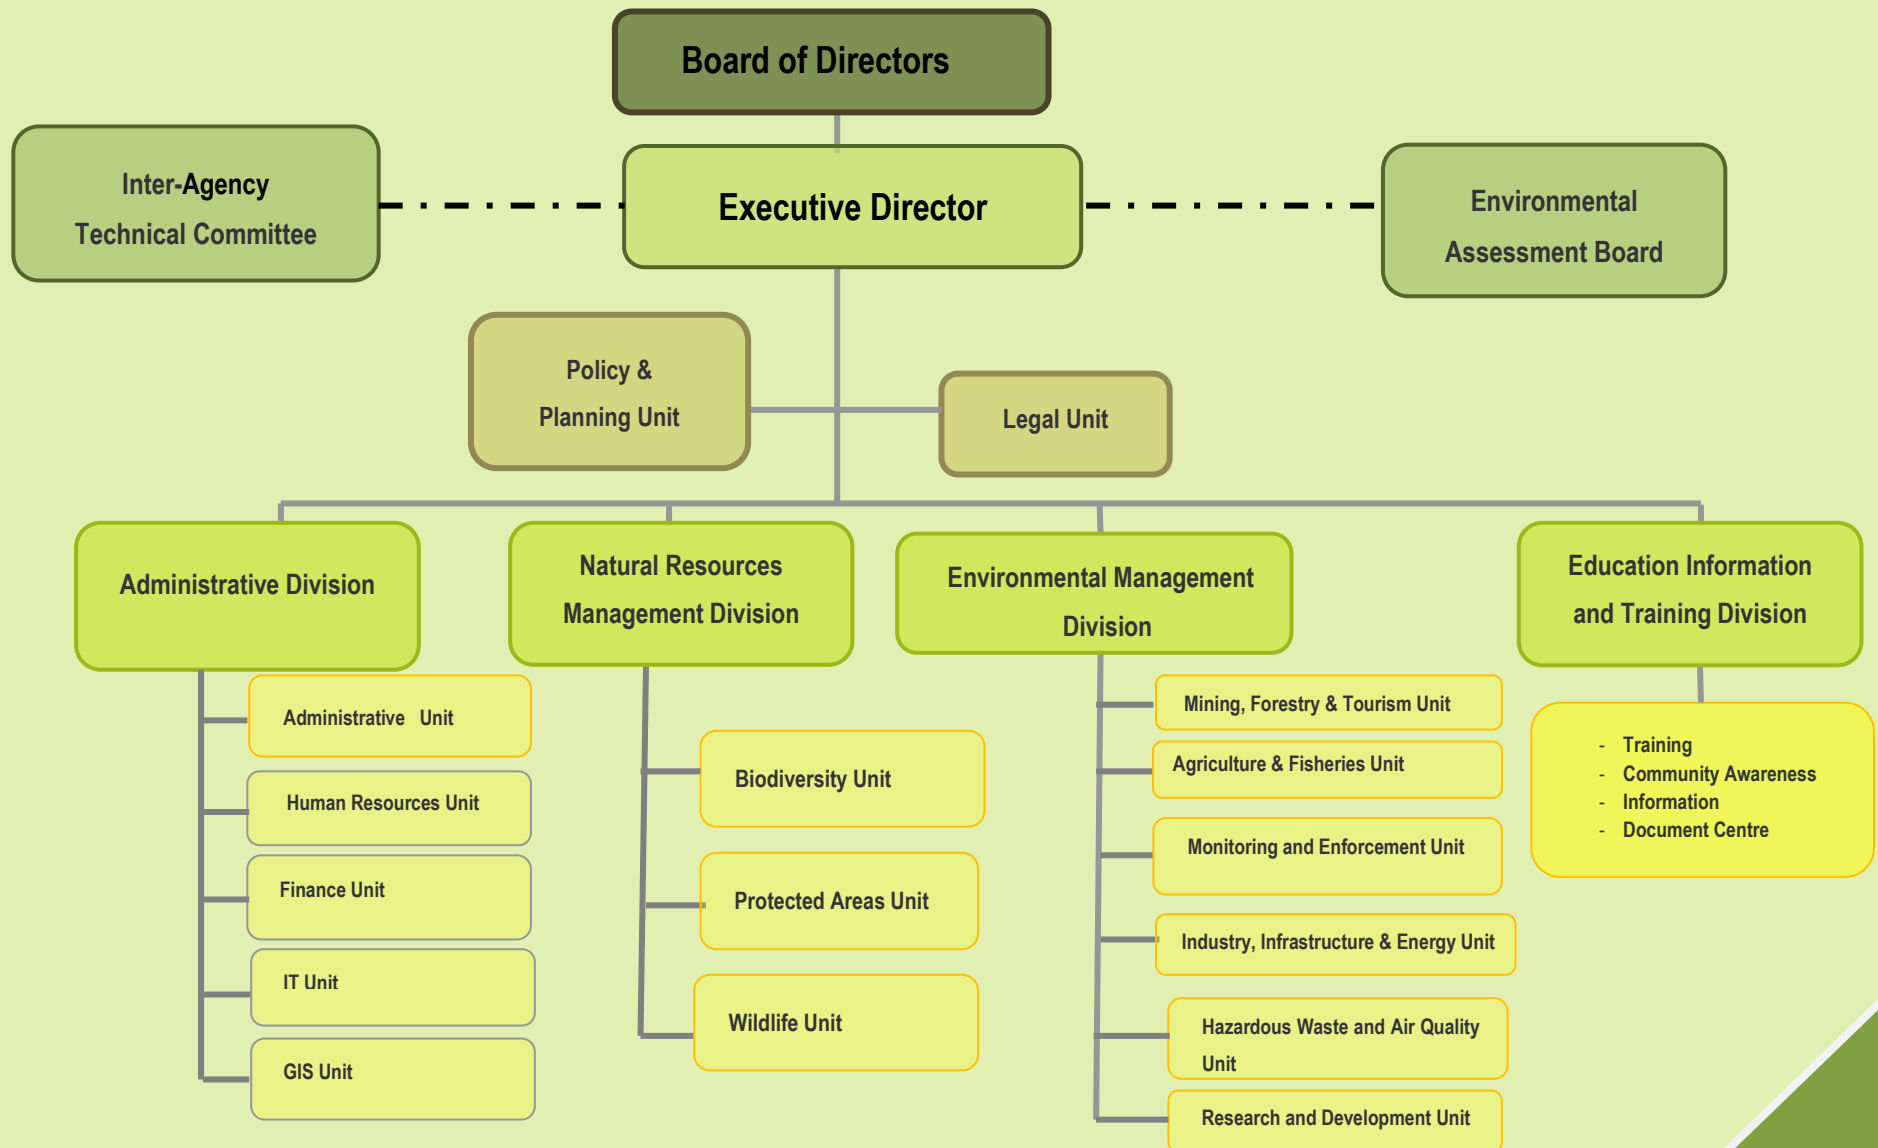 Board of Directors
Inter-Agency
Technical Committee
Executive Director
Environmental
Assessment Board
Policy &
Planning Unit
Legal Unit
Administrative Division
Natural Resources
Management Division
Environmental Management
Division
Education Information
and Training Division
Administrative Unit
Human Resources Unit
Finance Unit
IT Unit
GIS Unit
Biodiversity Unit
Protected Areas Unit
Wildlife Unit
Mining, Forestry & Tourism Unit
Agriculture & Fisheries Unit
Monitoring and Enforcement Unit
Industry, Infrastructure & Energy Unit
Hazardous Waste and Air Quality
Unit
Research and Development Unit
- Training
- Community Awareness
- Information
- Document Centre